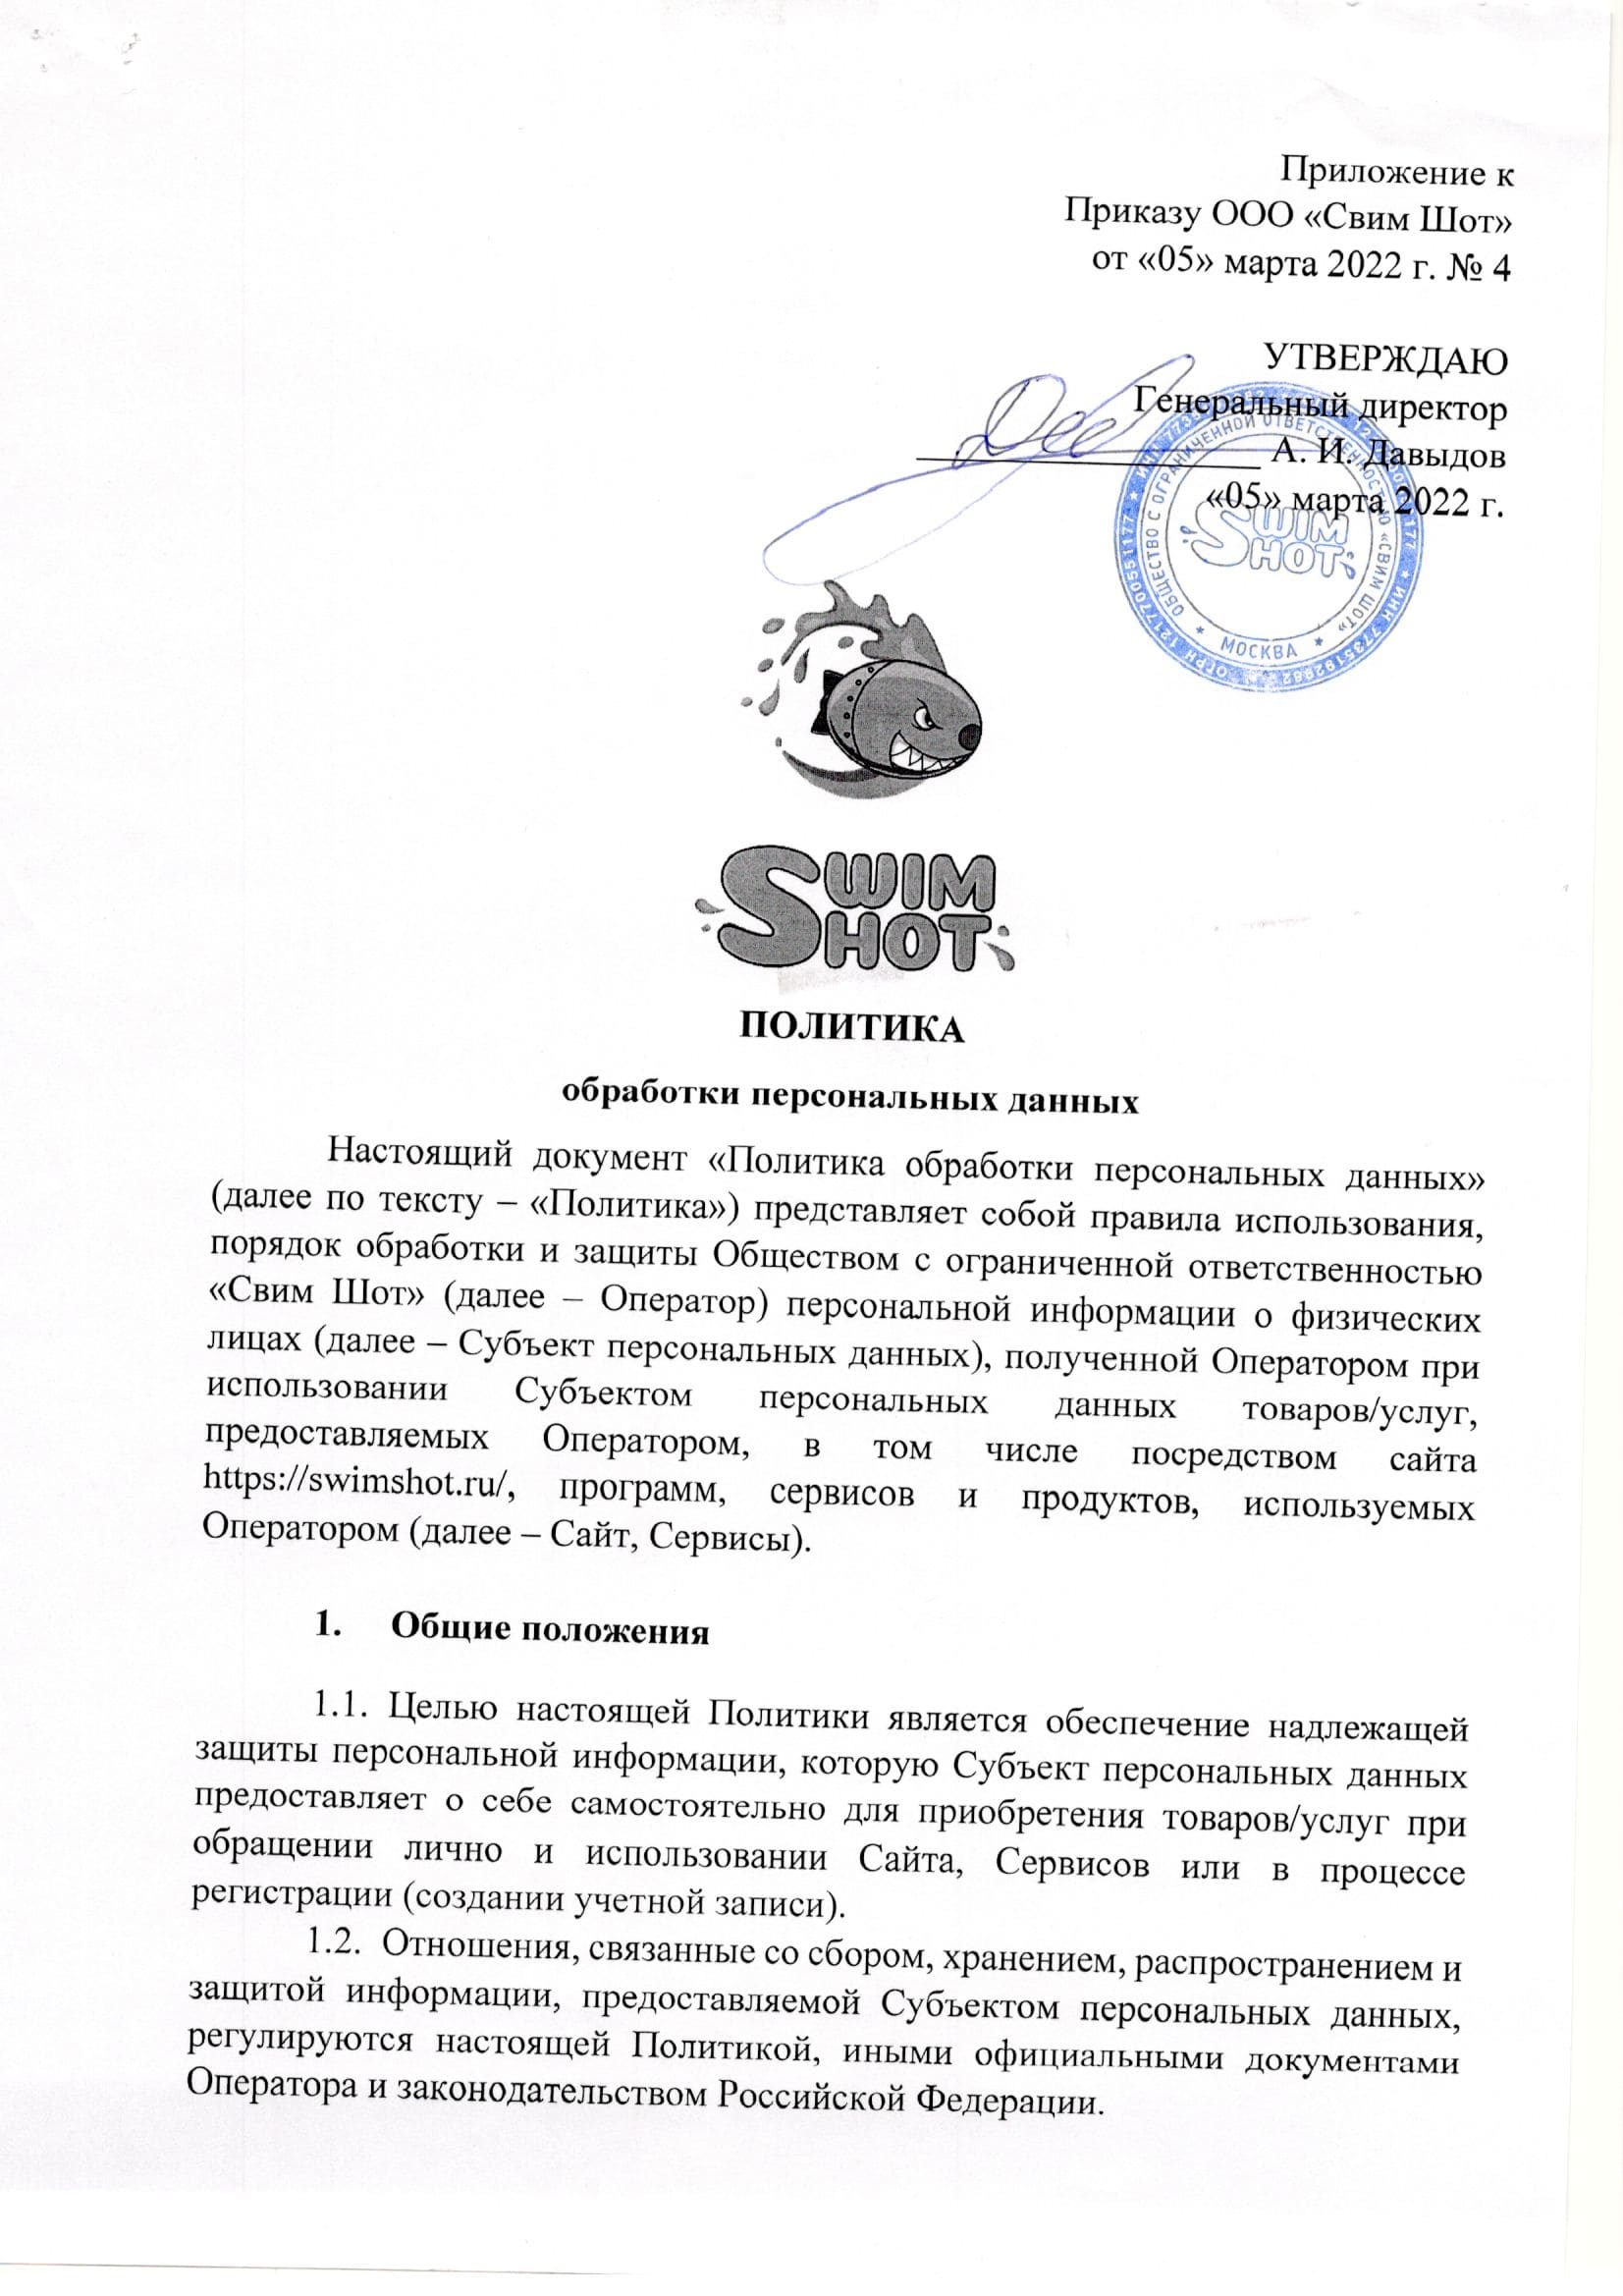 Приложение к
Приказу ООО «Свим Шот»
от «05» марта 2022 г. № 4
УТВЕРЖДАЮ
Генеральный директор
А. И. Давыдов
«05» марта 2022 г.
ОБЩЕСТВО С ОГРАНИЧЕННОЙ ОТВЕТСТВЕННОСТЬЮ «СВИМ ШОТ»
МОСКВА
SWIM
SHOT
SWIM
SHOT
ПОЛИТИКА
обработки персональных данных
Настоящий документ «Политика обработки персональных данных»
(далее по тексту – «Политика») представляет собой правила использования,
порядок обработки и защиты Обществом с ограниченной ответственностью
«Свим Шот» (далее – Оператор) персональной информации о физических
лицах (далее – Субъект персональных данных), полученной Оператором при
использовании Субъектом персональных данных товаров/услуг,
предоставляемых Оператором, в том числе посредством сайта
https://swimshot.ru/, программ, сервисов и продуктов, используемых
Оператором (далее – Сайт, Сервисы).
1. Общие положения
1.1. Целью настоящей Политики является обеспечение надлежащей
защиты персональной информации, которую Субъект персональных данных
предоставляет о себе самостоятельно для приобретения товаров/услуг при
обращении лично и использовании Сайта, Сервисов или в процессе
регистрации (создании учетной записи).
1.2. Отношения, связанные со сбором, хранением, распространением и
защитой информации, предоставляемой Субъектом персональных данных,
регулируются настоящей Политикой, иными официальными документами
Оператора и законодательством Российской Федерации.